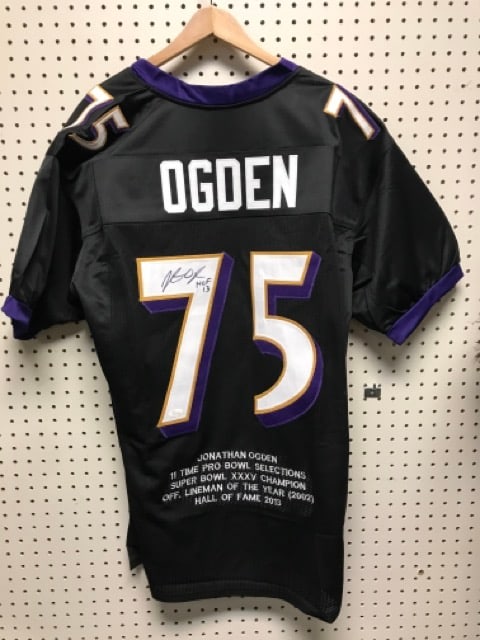 75
75
OGDEN
HOF
13
75
JONATHAN OGDEN
11 TIME PRO BOWL SELECTIONS
SUPER BOWL XXXV CHAMPION
OFF. LINEMAN OF THE YEAR (2002)
HALL OF FAME 2013